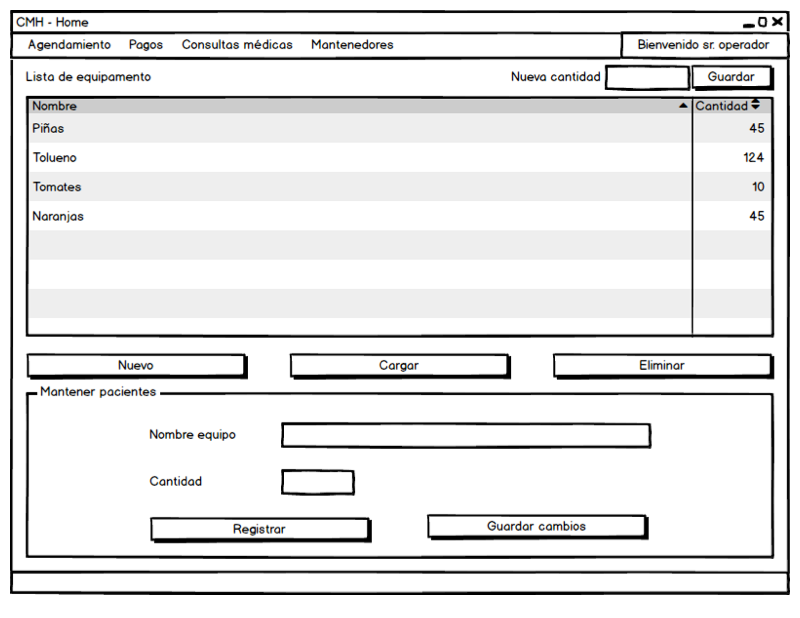 CMH - Home
Agendamiento Pagos Consultas médicas Mantenedores Bienvenido sr. operador
Lista de equipamento Nueva cantidad Guardar
Nombre Cantidad
Piñas 45
Tolueno 124
Tomates 10
Naranjas 45
Nuevo Cargar Eliminar
Mantener pacientes
Nombre equipo
Cantidad
Registrar Guardar cambios